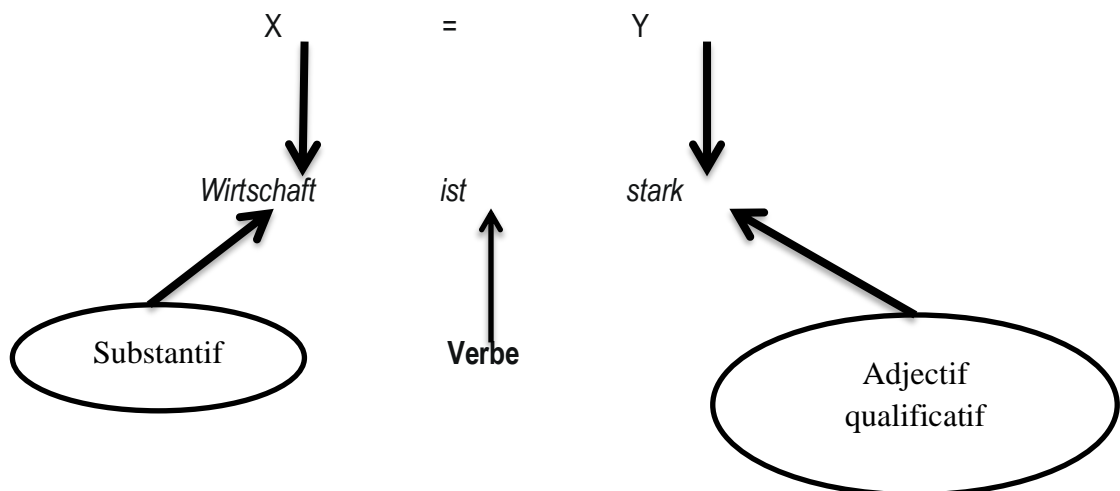 X = Y
Wirtschaft ist stark
Substantif
Verbe
Adjectif
qualificatif